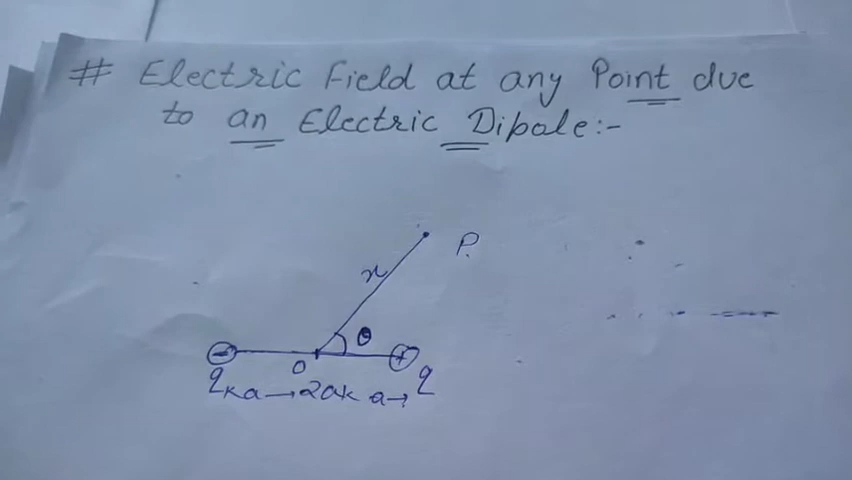 # Electric Field at any Point due
to an Electric Dipole:-
P.
x
θ
- +
O
q k a → 2a k a → q